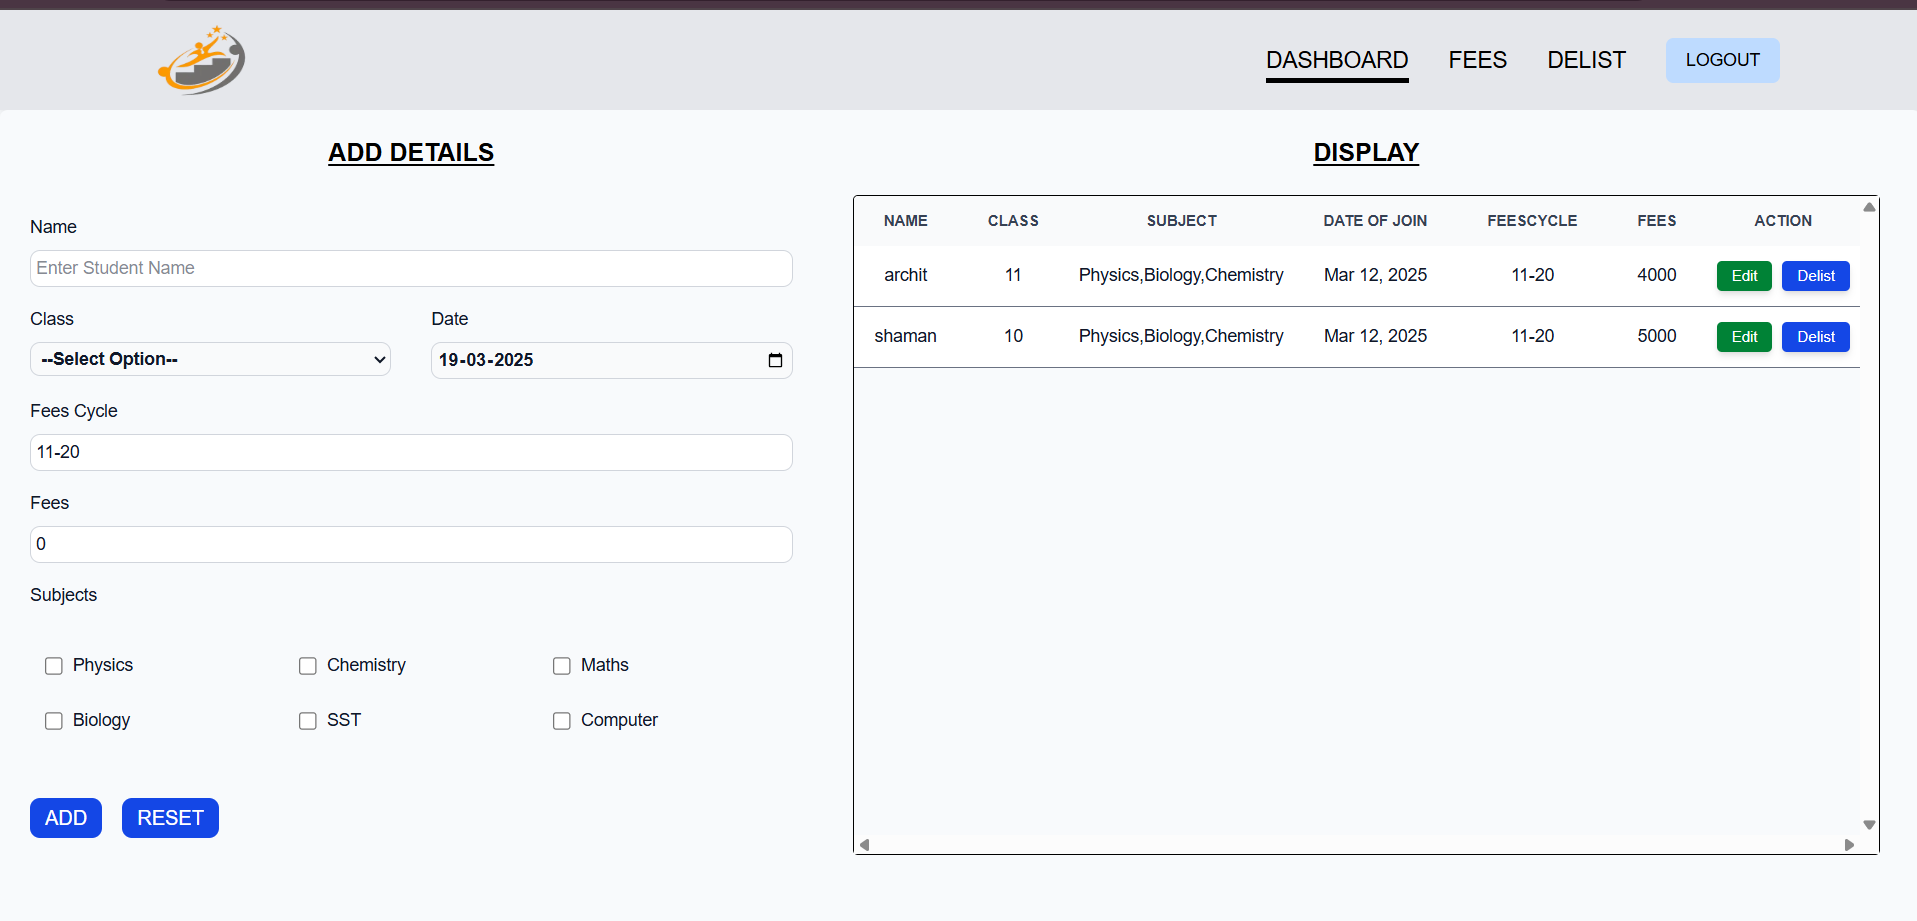 DASHBOARD FEES DELIST LOGOUT
ADD DETAILS
Name
Enter Student Name
Class Date
--Select Option-- 19-03-2025
Fees Cycle
11-20
Fees
0
Subjects
Physics Chemistry Maths
Biology SST Computer
ADD RESET
DISPLAY
NAME CLASS SUBJECT DATE OF JOIN FEESCYCLE FEES ACTION
archit 11 Physics,Biology,Chemistry Mar 12, 2025 11-20 4000 Edit Delist
shaman 10 Physics,Biology,Chemistry Mar 12, 2025 11-20 5000 Edit Delist